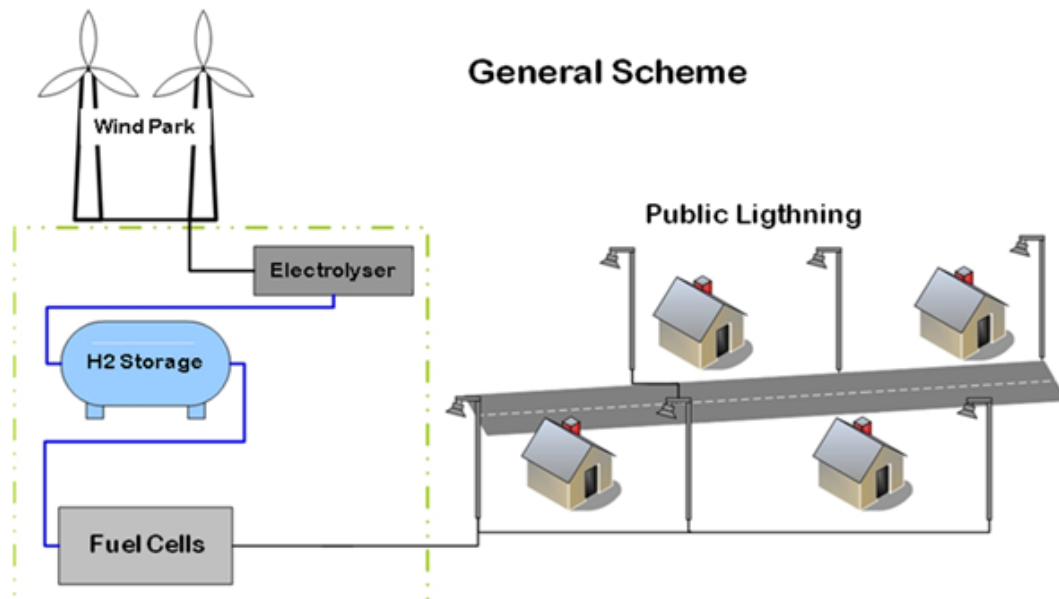 General Scheme
Wind Park
Public Ligthning
Electrolyser
H2 Storage
Fuel Cells